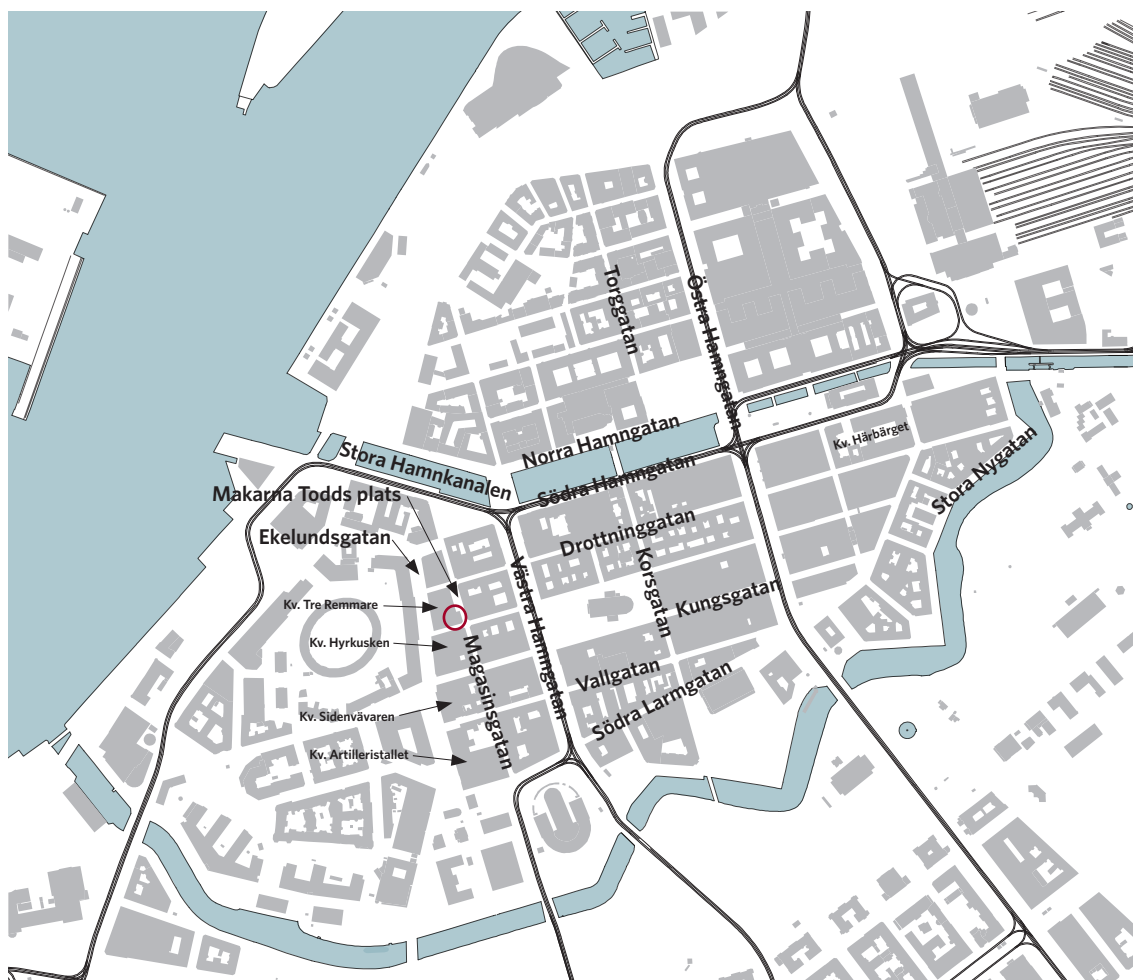 Torggatan
Östra Hamngatan
Norra Hamngatan
Kv. Härbärget
Stora Nygatan
Stora Hamnkanalen
Södra Hamngatan
Makarna Todds plats
Drottninggatan
Ekelundsgatan
Korsgatan
Västra Hamngatan
Kungsgatan
Kv. Tre Remmare
Kv. Hyrkusken
Magasinsgatan
Vallgatan
Södra Larmgatan
Kv. Sidenvävaren
Kv. Artilleristallet